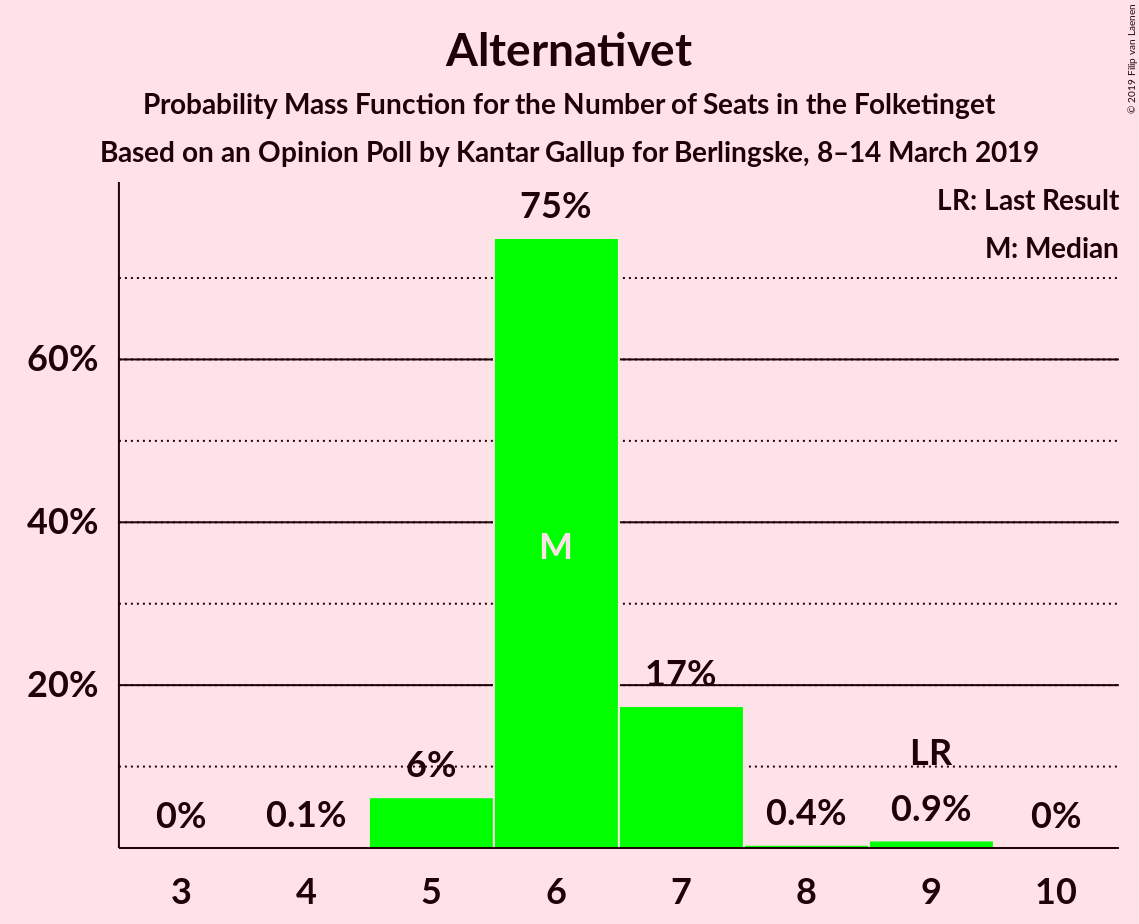 Alternativet
Probability Mass Function for the Number of Seats in the Folketinget
Based on an Opinion Poll by Kantar Gallup for Berlingske, 8–14 March 2019
© 2019 Filip van Laenen
LR: Last Result
M: Median
75%
60%
40%
M
20%
17%
6%
LR
0%
0.1%
0.4%
0.9%
0%
3 4 5 6 7 8 9 10